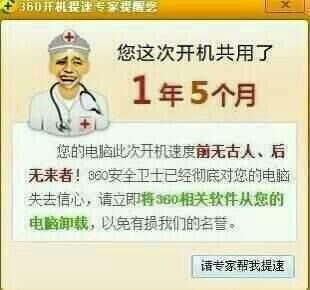 360开机提速专家提醒您
您这次开机共用了
1年5个月
您的电脑此次开机速度前无古人、后
无来者！360安全卫士已经彻底对您的电脑
失去信心，请立即将360相关软件从您的
电脑卸载，以免有损我们的名誉。
请专家帮我提速